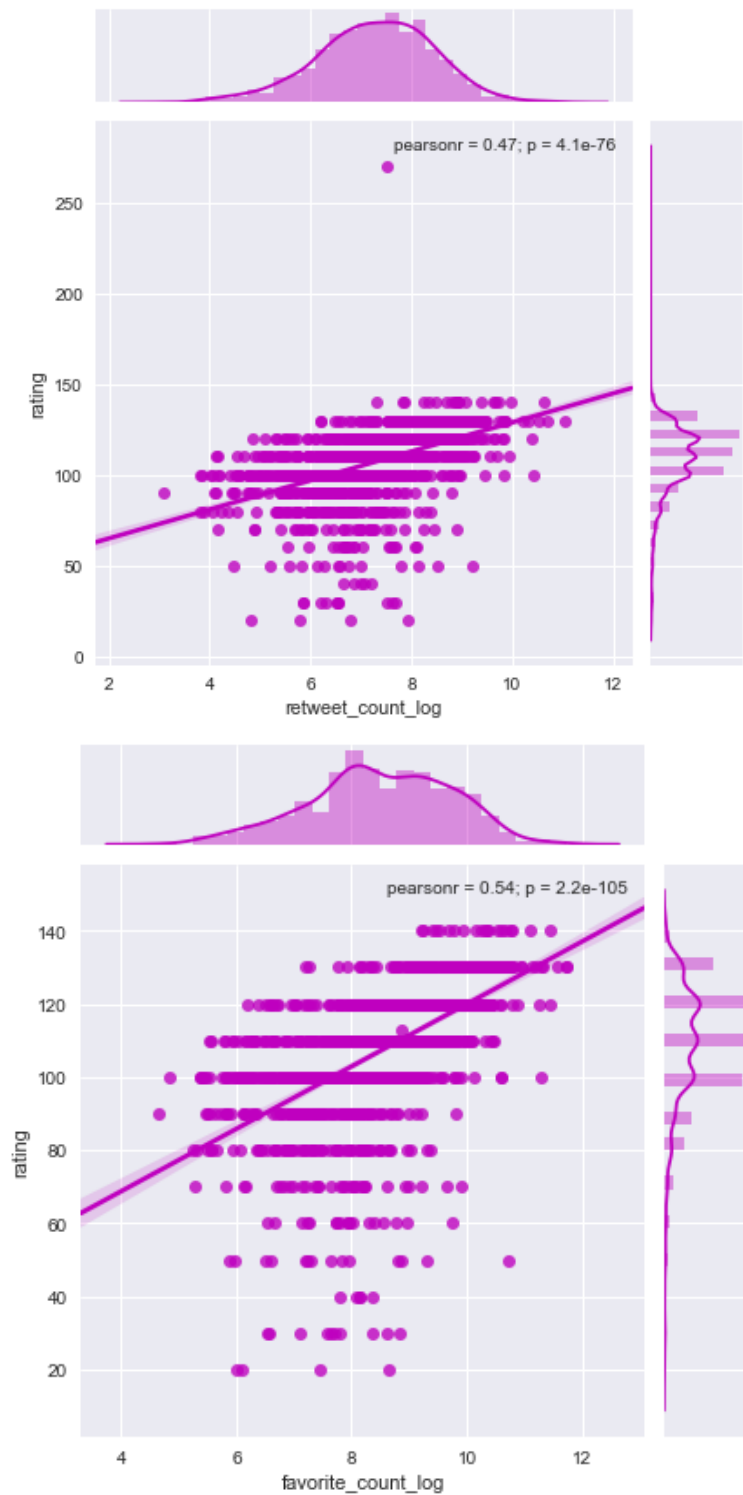 pearsonr = 0.47; p = 4.1e-76
250
200
150
100
50
0
rating
2 4 6 8 10 12
retweet_count_log
pearsonr = 0.54; p = 2.2e-105
140
120
100
80
60
40
20
rating
4 6 8 10 12
favorite_count_log